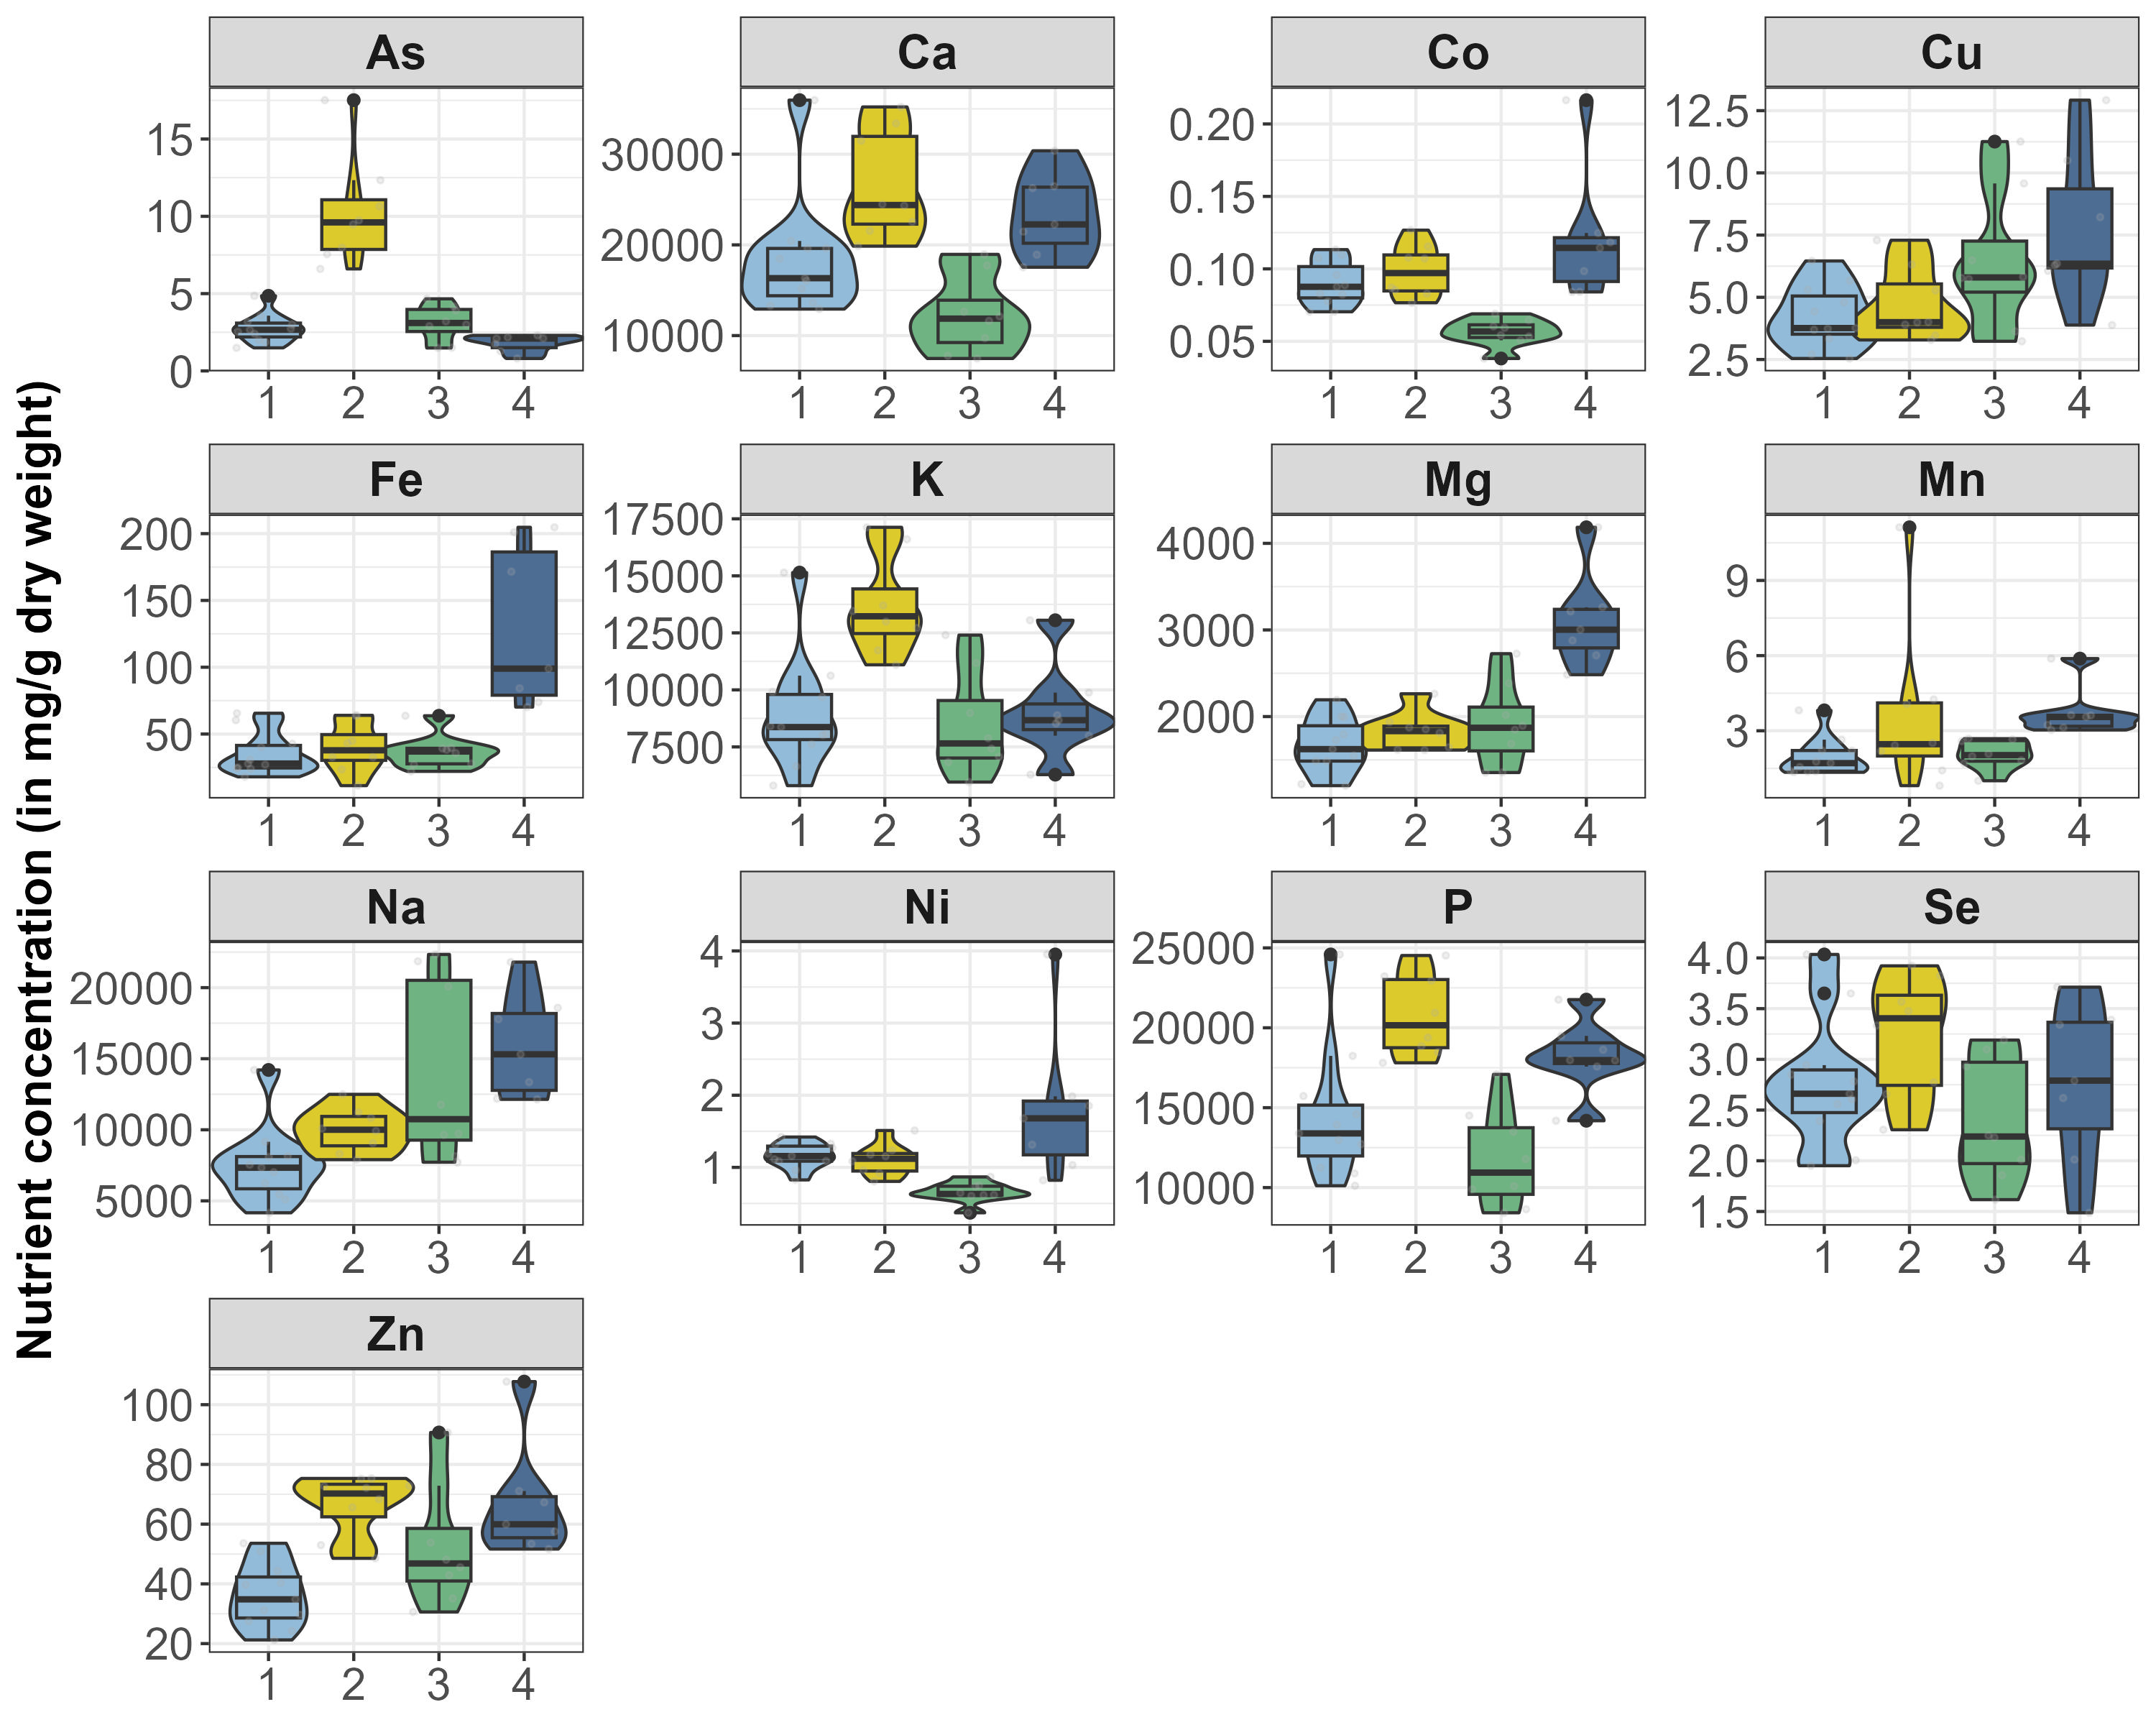 Nutrient concentration (in mg/g dry weight)
As Ca Co Cu
15 10 5 0
30000 20000 10000
0.20 0.15 0.10 0.05
12.5 10.0 7.5 5.0 2.5
1 2 3 4 1 2 3 4 1 2 3 4 1 2 3 4
Fe K Mg Mn
200 150 100 50
17500 15000 12500 10000 7500
4000 3000 2000
9 6 3
1 2 3 4 1 2 3 4 1 2 3 4 1 2 3 4
Na Ni P Se
20000 15000 10000 5000
4 3 2 1
25000 20000 15000 10000
4.0 3.5 3.0 2.5 2.0 1.5
1 2 3 4 1 2 3 4 1 2 3 4 1 2 3 4
Zn
100 80 60 40 20
1 2 3 4